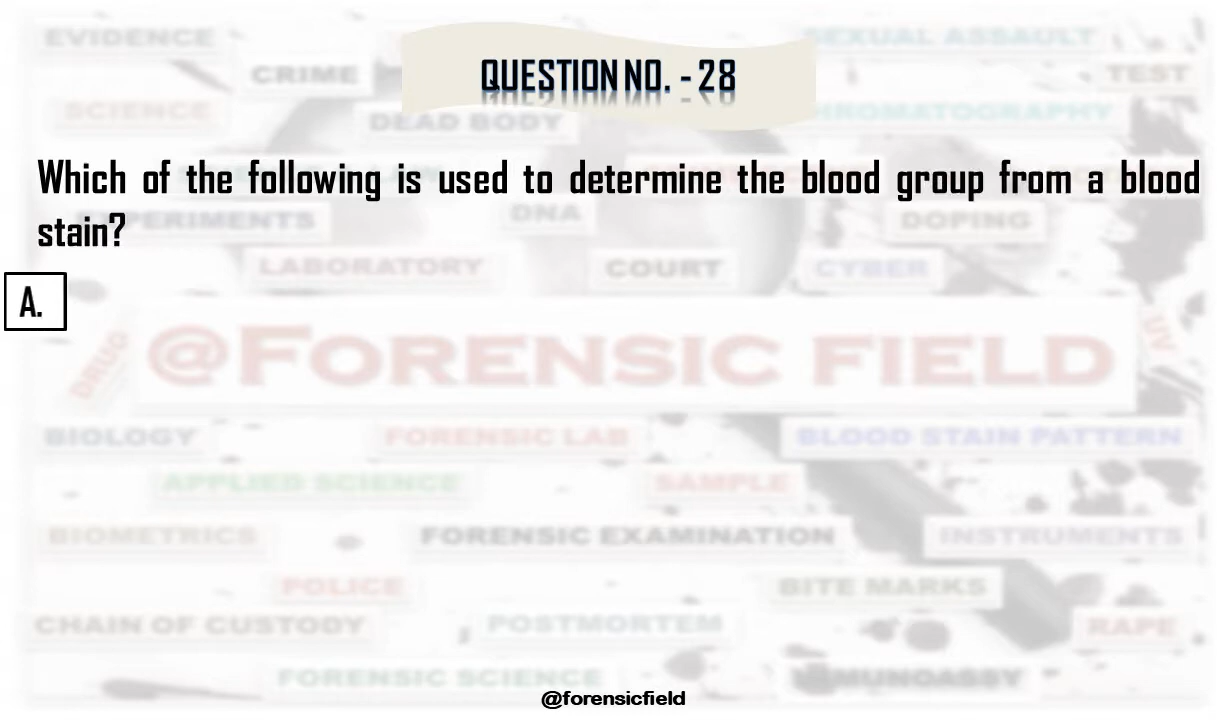 EVIDENCE
SEXUAL ASSAULT
QUESTION NO. - 28
CRIME
TEST
SCIENCE
DEAD BODY
Which of the following is used to determine the blood group from a blood
stain?
DNA
DOPING
LABORATORY
COURT
CYBER
A.
DRUG
@FORENSIC FIELD
UV
BIOLOGY
FORENSIC LAB
BLOOD STAIN PATTERN
APPLIED SCIENCE
SAMPLE
BIOMETRICS
FORENSIC EXAMINATION
INSTRUMENTS
POLICE
BITE MARKS
CHAIN OF CUSTODY
POSTMORTEM
RAPE
FORENSIC SCIENCE
@forensicfield